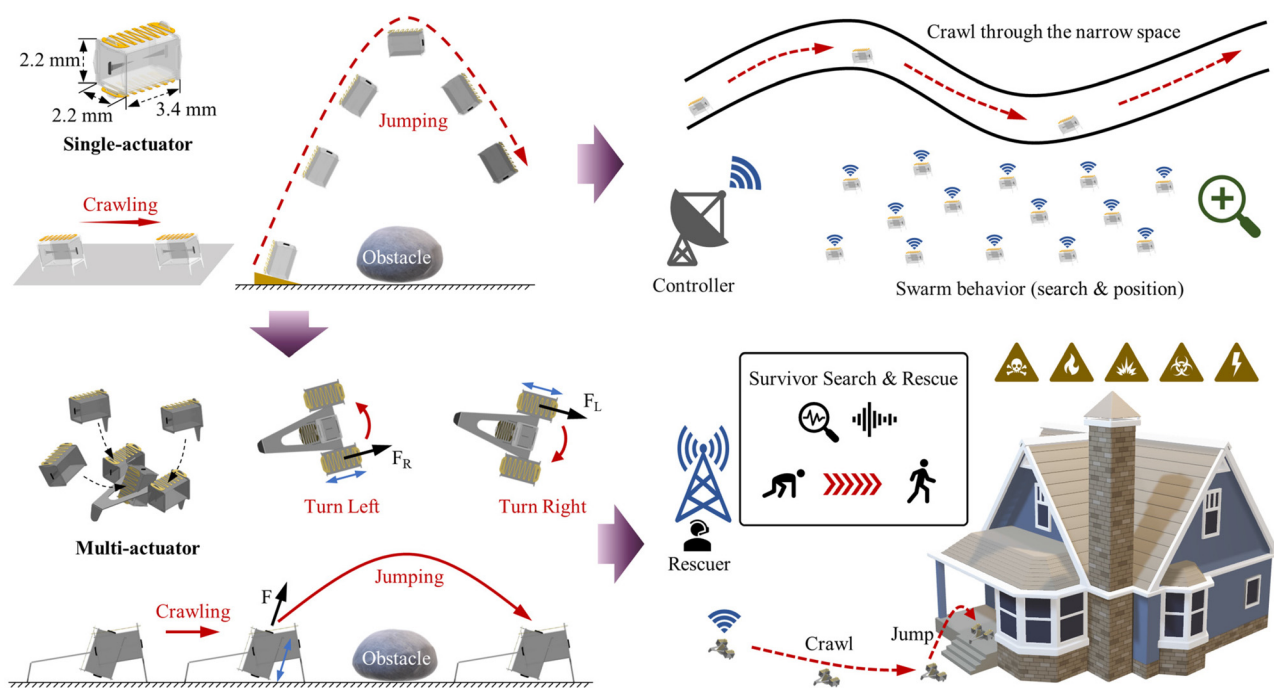 2.2 mm
2.2 mm
3.4 mm
Single-actuator
Crawling
Jumping
Obstacle
Crawl through the narrow space
Controller
Swarm behavior (search & position)
Multi-actuator
F_R
Turn Left
F_L
Turn Right
Crawling
F
Jumping
Obstacle
Survivor Search & Rescue
Rescuer
Crawl
Jump